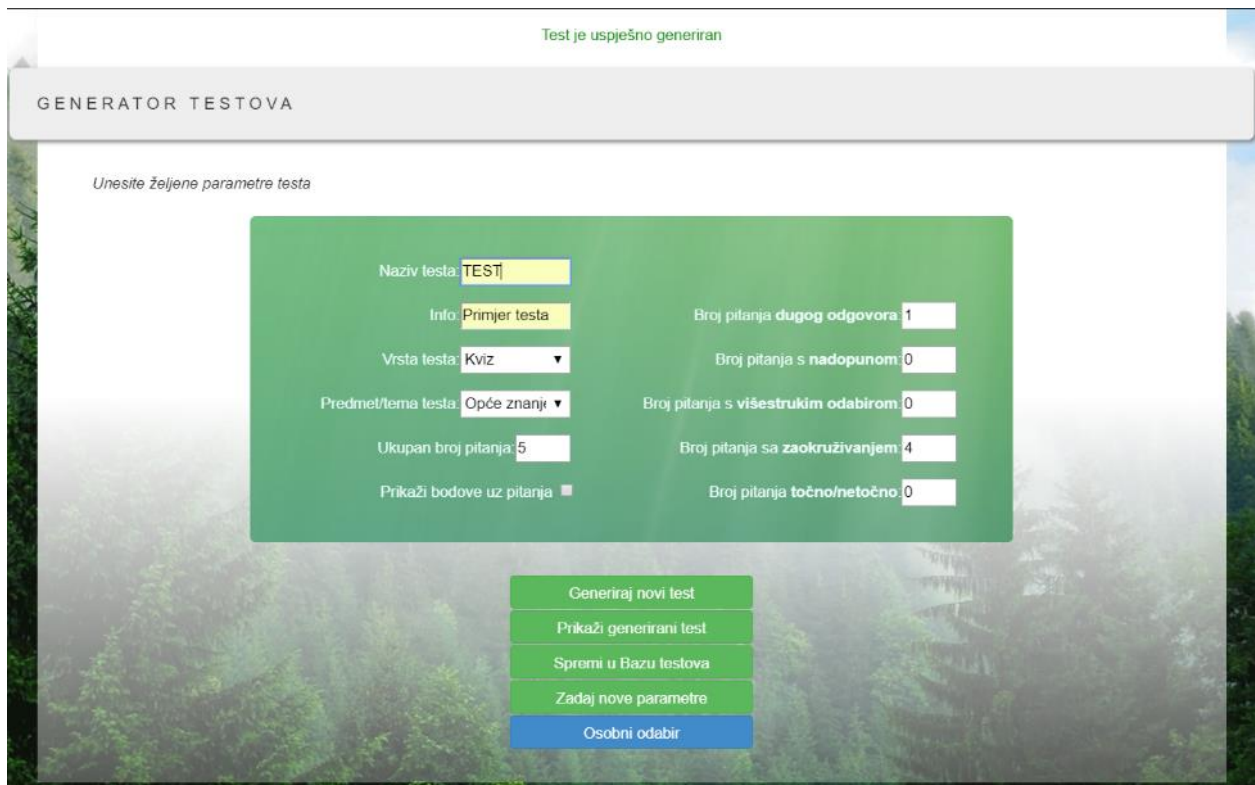 Test je uspješno generiran
GENERATOR TESTOVA
Unesite željene parametre testa
Naziv testa: TEST
Info: Primjer testa
Vrsta testa: Kviz
Predmet/tema testa: Opće znanje
Ukupan broj pitanja: 5
Prikaži bodove uz pitanja
Broj pitanja dugog odgovora: 1
Broj pitanja s nadopunom: 0
Broj pitanja s višestrukim odabirom: 0
Broj pitanja sa zaokruživanjem: 4
Broj pitanja točno/netočno: 0
Generiraj novi test
Prikaži generirani test
Spremi u Bazu testova
Zadaj nove parametre
Osobni odabir